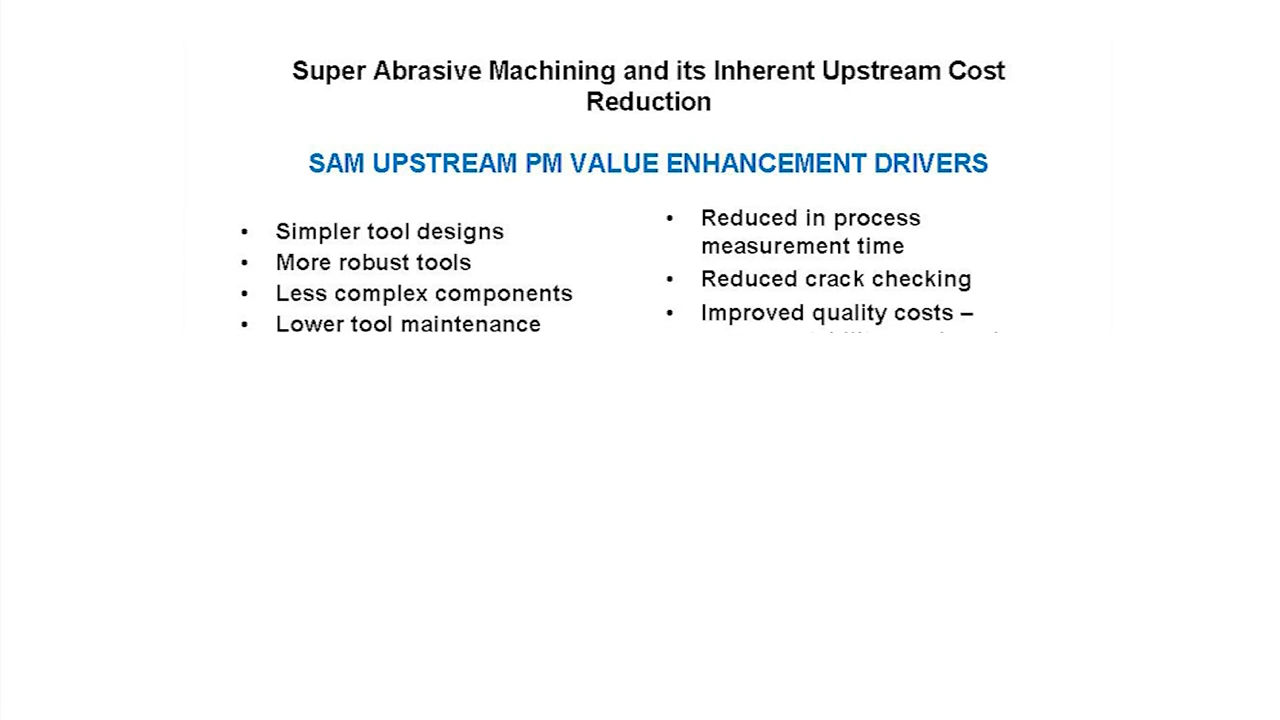 Super Abrasive Machining and its Inherent Upstream Cost
Reduction
SAM UPSTREAM PM VALUE ENHANCEMENT DRIVERS
• Simpler tool designs
• More robust tools
• Less complex components
• Lower tool maintenance
• Reduced in process
measurement time
• Reduced crack checking
• Improved quality costs –